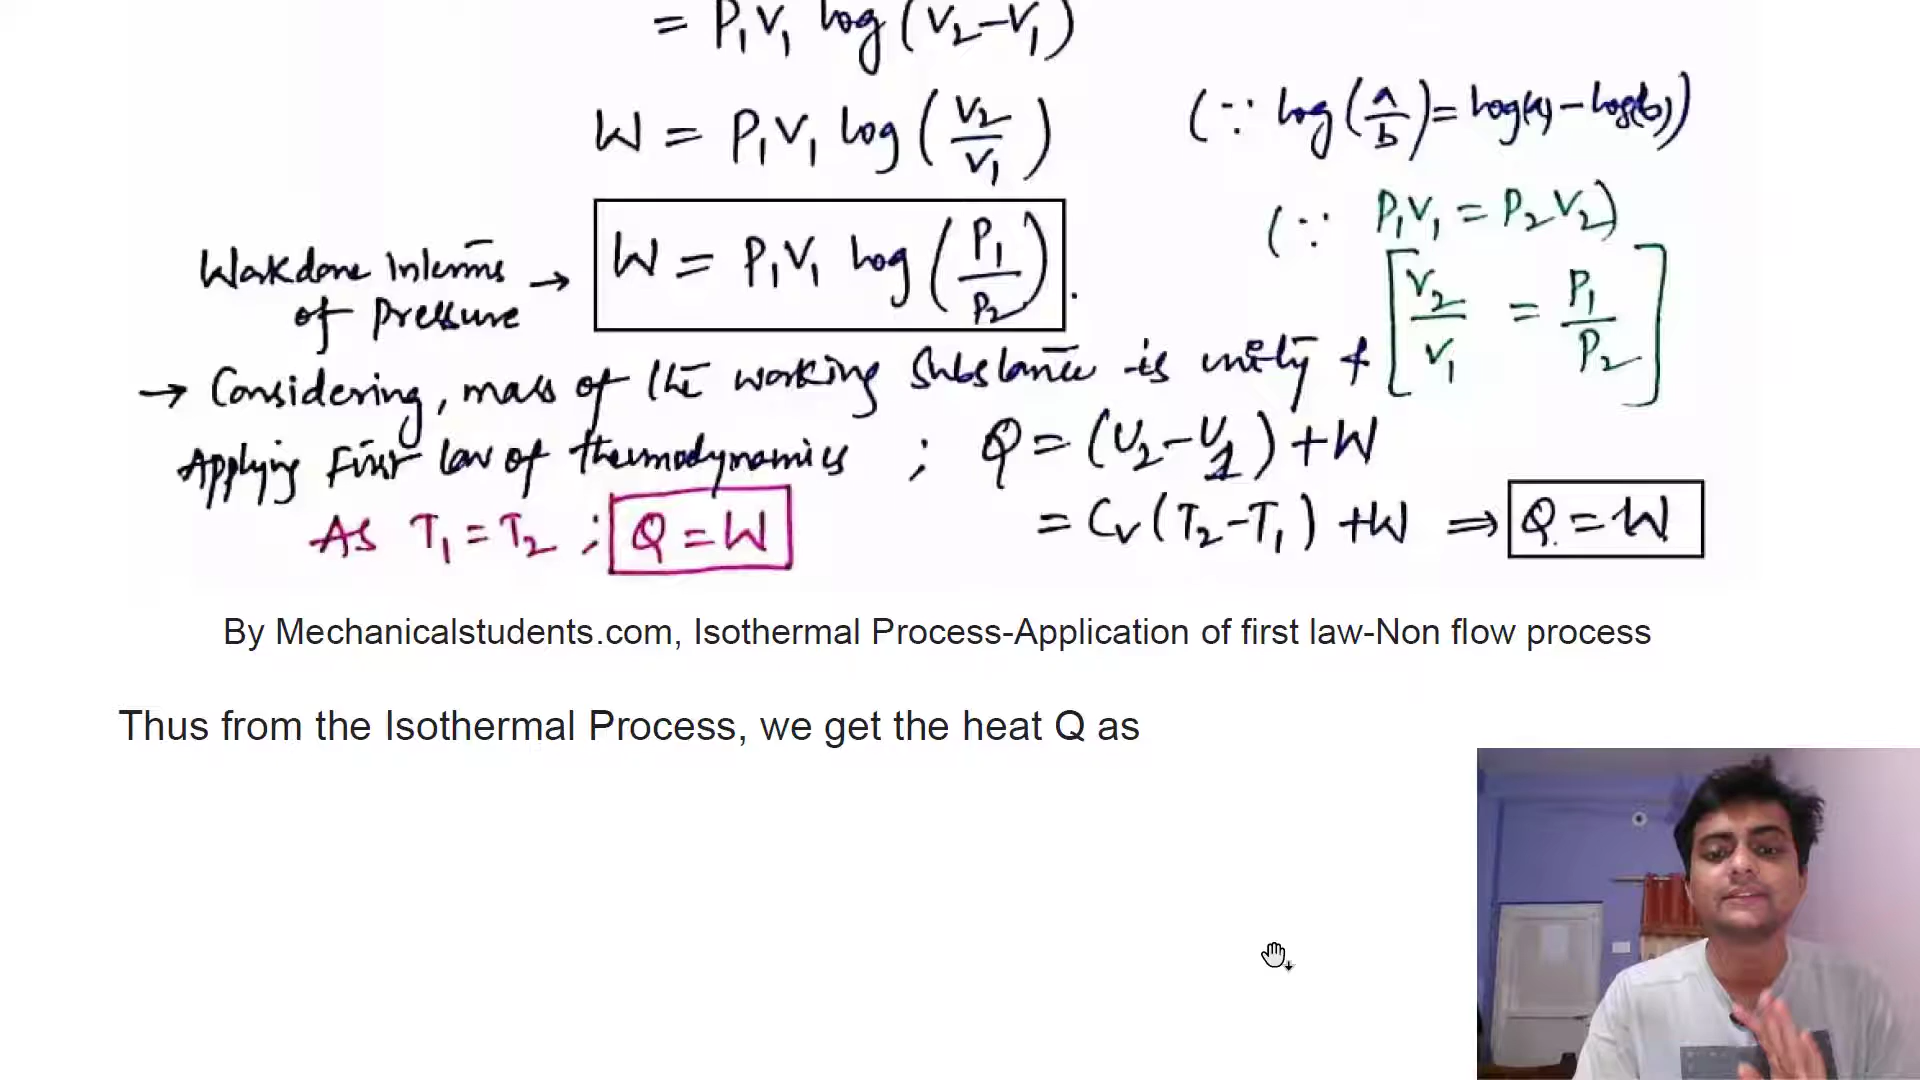 = P₁V₁ log(V₂-V₁)
W = P₁V₁ log(V₂/V₁) (∵ log(a/b) = log(a) - log(b))
(∵ P₁V₁ = P₂V₂)
Workdone Interms of Pressure → W = P₁V₁ log(P₁/P₂). [V₂/V₁ = P₁/P₂]
→ Considering, mass of the working Substance is unity &
Applying First law of thermodynamics ; Q = (U₂-U₁) + W
As T₁ = T₂ ; Q = W = Cv(T₂-T₁) + W ⇒ Q = W
By Mechanicalstudents.com, Isothermal Process-Application of first law-Non flow process
Thus from the Isothermal Process, we get the heat Q as